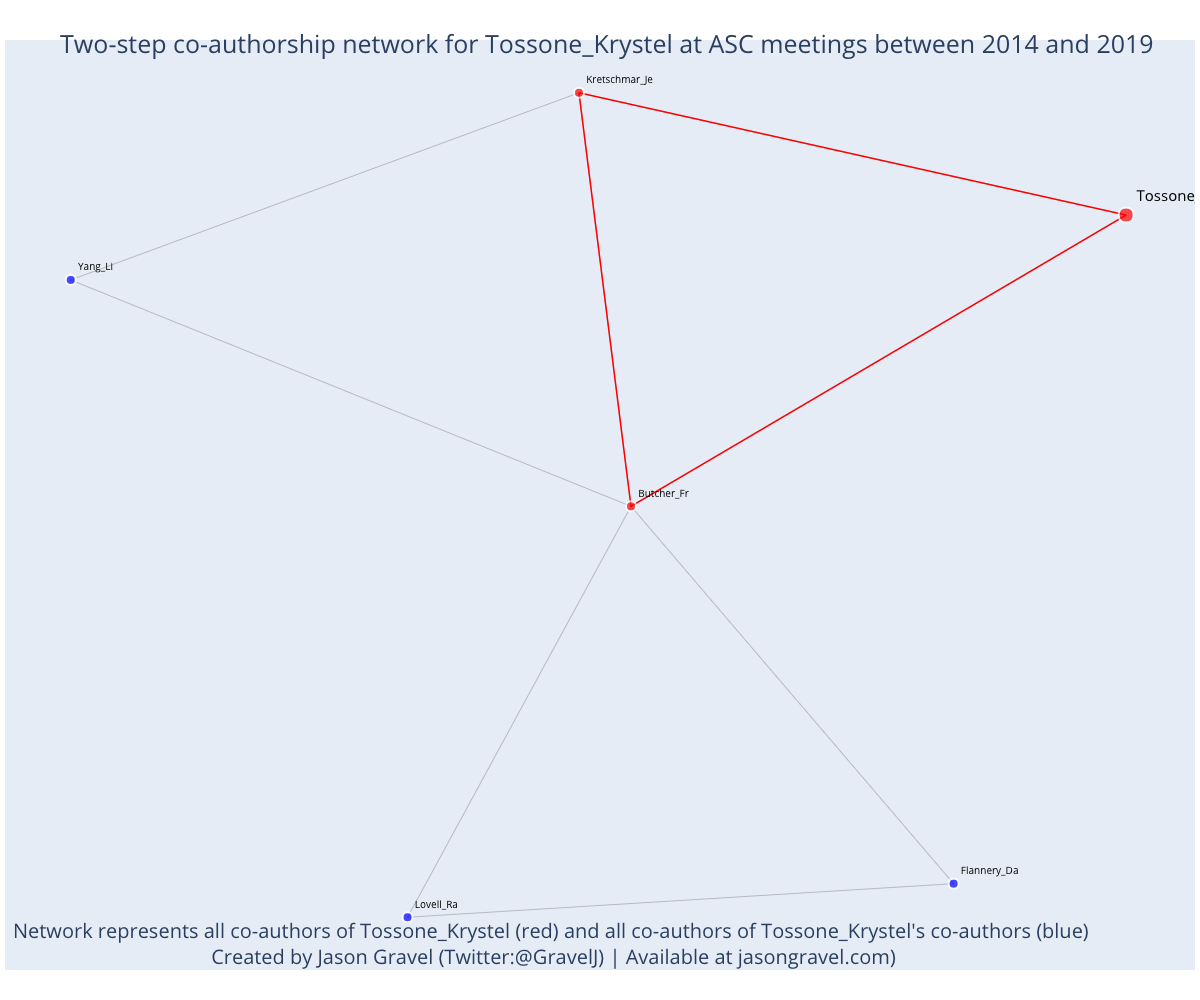 Two-step co-authorship network for Tossone_Krystel at ASC meetings between 2014 and 2019
Kretschmar_Je
Tossone_
Yang_Li
Butcher_Fr
Flannery_Da
Lovell_Ra
Network represents all co-authors of Tossone_Krystel (red) and all co-authors of Tossone_Krystel's co-authors (blue)
Created by Jason Gravel (Twitter:@GravelJ) | Available at jasongravel.com)